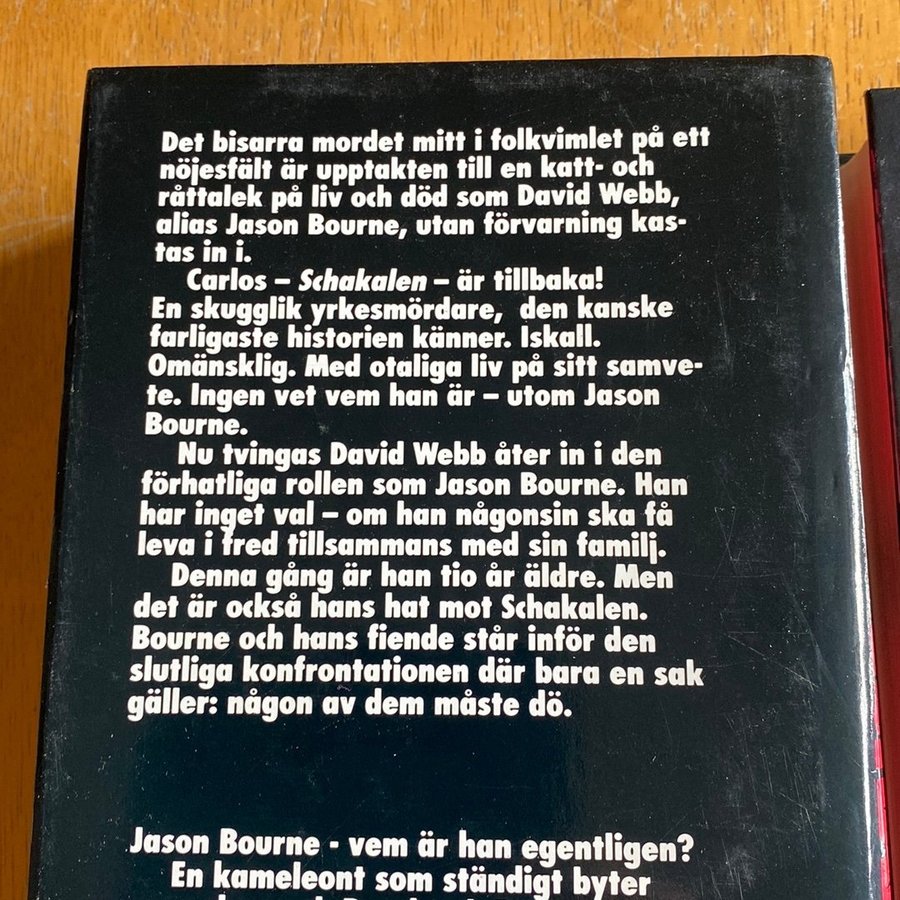 Det bisarra mordet mitt i folkvimlet på ett
nöjesfält är upptakten till en katt- och
råttalek på liv och död som David Webb,
alias Jason Bourne, utan förvarning kas-
tas in i.
Carlos – Schakalen – är tillbaka!
En skugglik yrkesmördare, den kanske
farligaste historien känner. Iskall.
Omänsklig. Med otaliga liv på sitt samve-
te. Ingen vet vem han är – utom Jason
Bourne.
Nu tvingas David Webb åter in i den
förhatliga rollen som Jason Bourne. Han
har inget val – om han någonsin ska få
leva i fred tillsammans med sin familj.
Denna gång är han tio år äldre. Men
det är också hans hat mot Schakalen.
Bourne och hans fiende står inför den
slutliga konfrontationen där bara en sak
gäller: någon av dem måste dö.
Jason Bourne - vem är han egentligen?
En kameleont som ständigt byter